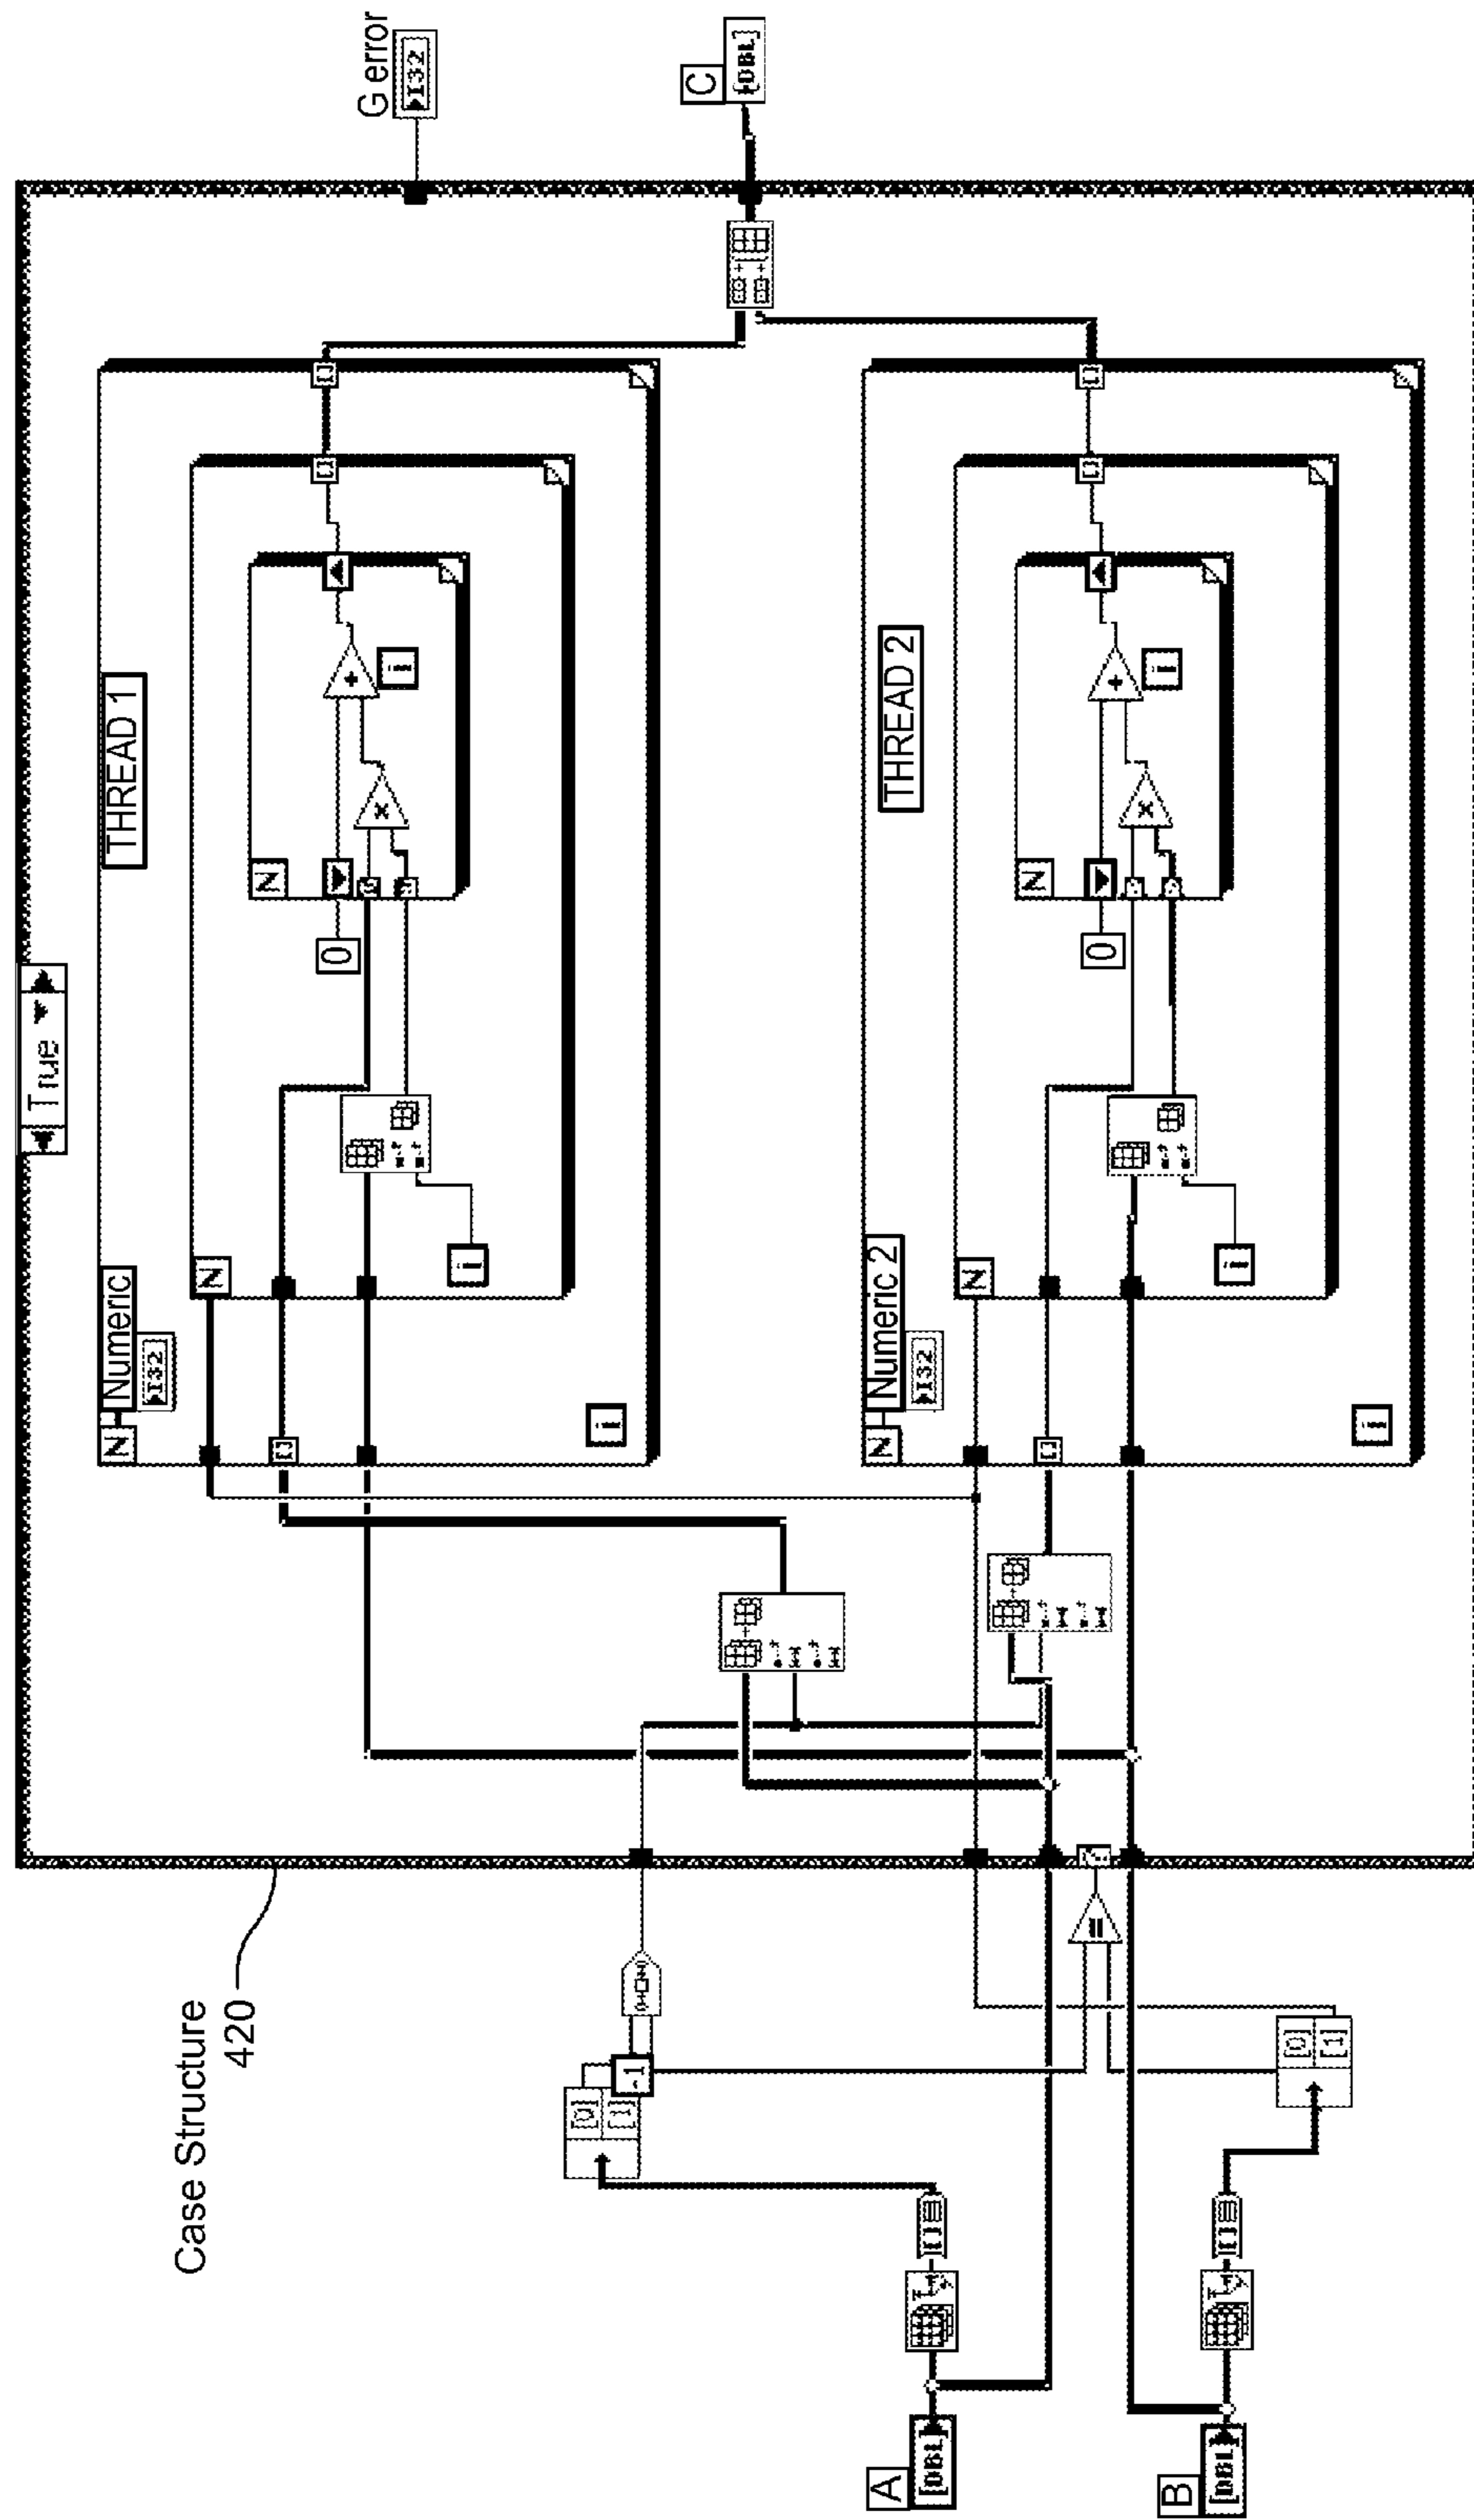 Case Structure
420
True
G error
I32
C
[DBL]
THREAD 1
Numeric
I32
N
N
N
0
×
+
i
i
i
THREAD 2
Numeric 2
I32
N
N
N
0
×
+
i
i
i
[0]
[1]
-1
=
[0]
[1]
A
[DBL]
B
[DBL]